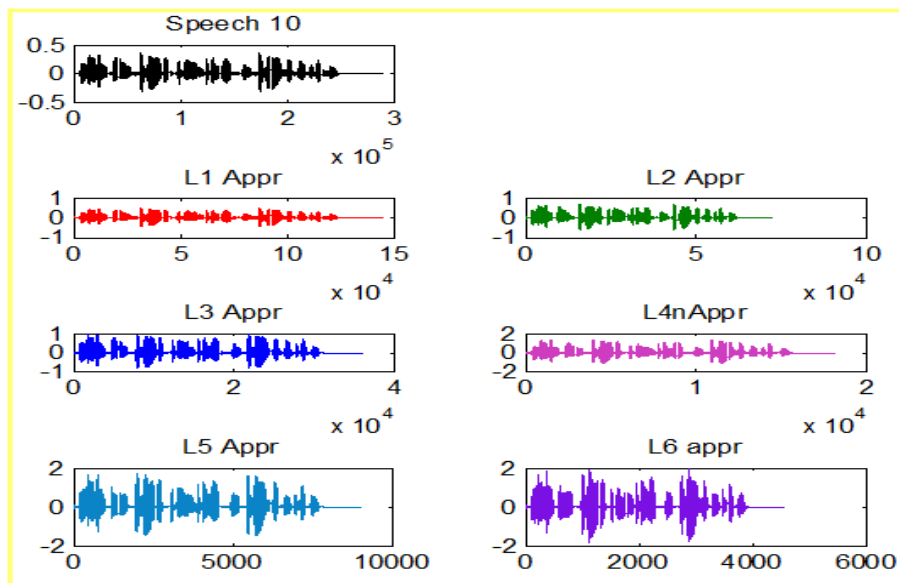 Speech 10
0.5
0
-0.5
0 1 2 3
x 10^5
L1 Appr L2 Appr
1 1
0 0
-1 -1
0 5 10 15 0 5 10
x 10^4 x 10^4
L3 Appr L4nAppr
1 2
0 0
-1 -2
0 2 4 0 1 2
x 10^4 x 10^4
L5 Appr L6 appr
2 2
0 0
-2 -2
0 5000 10000 0 2000 4000 6000